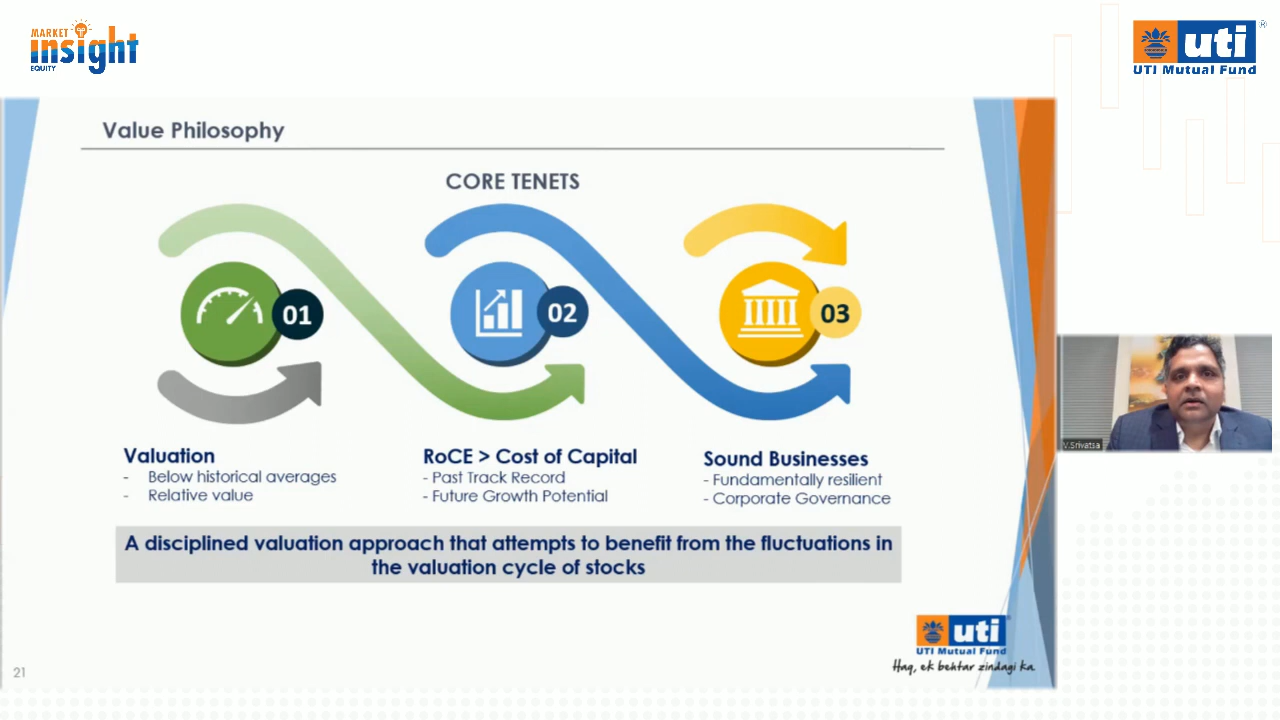 MARKET
insight
EQUITY
uti
UTI Mutual Fund
Value Philosophy
CORE TENETS
01
02
03
Valuation
- Below historical averages
- Relative value
RoCE > Cost of Capital
- Past Track Record
- Future Growth Potential
Sound Businesses
- Fundamentally resilient
- Corporate Governance
A disciplined valuation approach that attempts to benefit from the fluctuations in
the valuation cycle of stocks
V.Srivatsa
uti
UTI Mutual Fund
Haq, ek behtar zindagi ka.
21